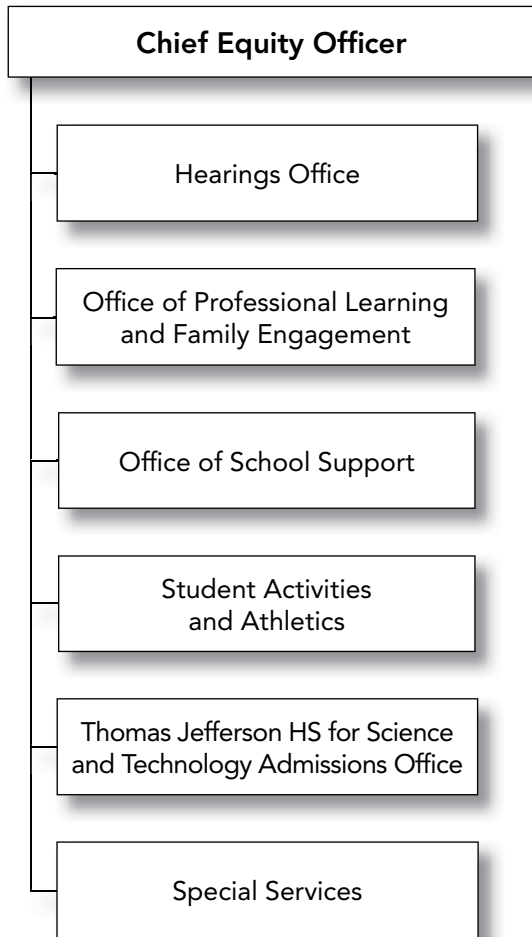 Chief Equity Officer
Hearings Office
Office of Professional Learning
and Family Engagement
Office of School Support
Student Activities
and Athletics
Thomas Jefferson HS for Science
and Technology Admissions Office
Special Services